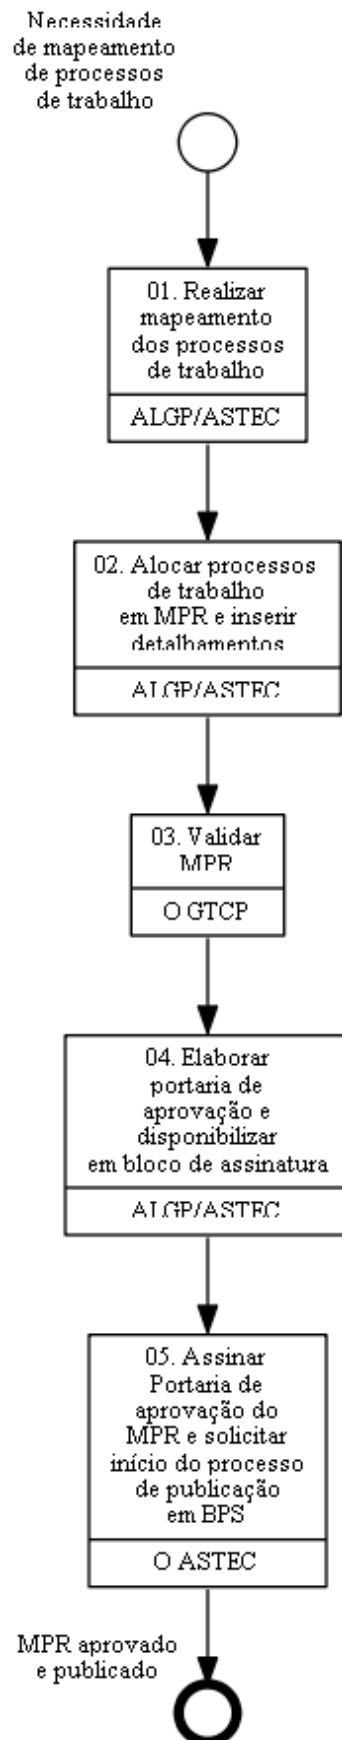 Necessidade
de mapeamento
de processos
de trabalho
01. Realizar
mapeamento
dos processos
de trabalho
ALGP/ASTEC
02. Alocar processos
de trabalho
em MPR e inserir
detalhamentos
ALGP/ASTEC
03. Validar
MPR
O GTCP
04. Elaborar
portaria de
aprovação e
disponibilizar
em bloco de assinatura
ALGP/ASTEC
05. Assinar
Portaria de
aprovação do
MPR e solicitar
início do processo
de publicação
em BPS
O ASTEC
MPR aprovado
e publicado